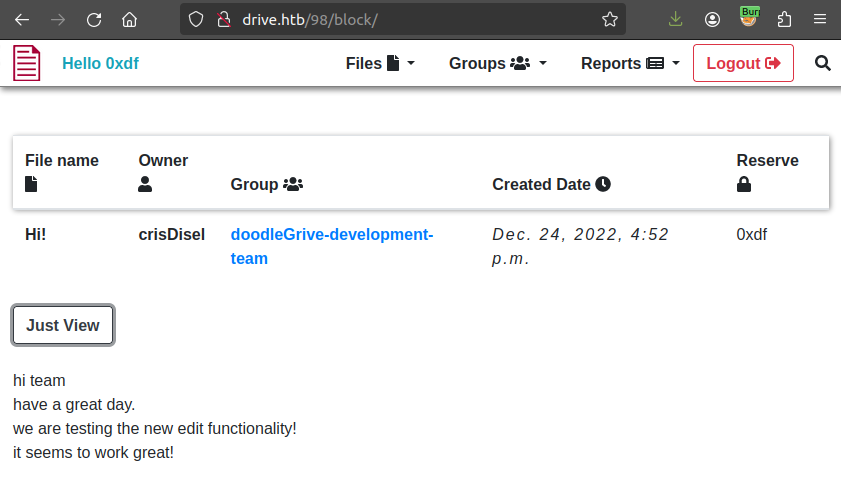 drive.htb/98/block/
Burp
Hello 0xdf
Files
Groups
Reports
Logout
File name
Owner
Group
Created Date
Reserve
Hi!
crisDisel
doodleGrive-development-
team
Dec. 24, 2022, 4:52
p.m.
0xdf
Just View
hi team
have a great day.
we are testing the new edit functionality!
it seems to work great!